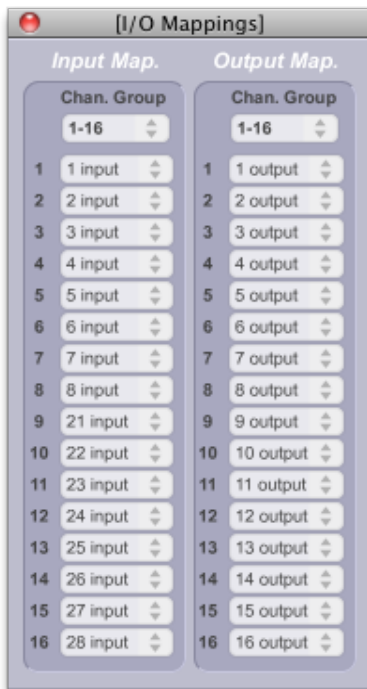 [I/O Mappings]
Input Map. Output Map.
Chan. Group Chan. Group
1-16 1-16
1 1 input 1 1 output
2 2 input 2 2 output
3 3 input 3 3 output
4 4 input 4 4 output
5 5 input 5 5 output
6 6 input 6 6 output
7 7 input 7 7 output
8 8 input 8 8 output
9 21 input 9 9 output
10 22 input 10 10 output
11 23 input 11 11 output
12 24 input 12 12 output
13 25 input 13 13 output
14 26 input 14 14 output
15 27 input 15 15 output
16 28 input 16 16 output